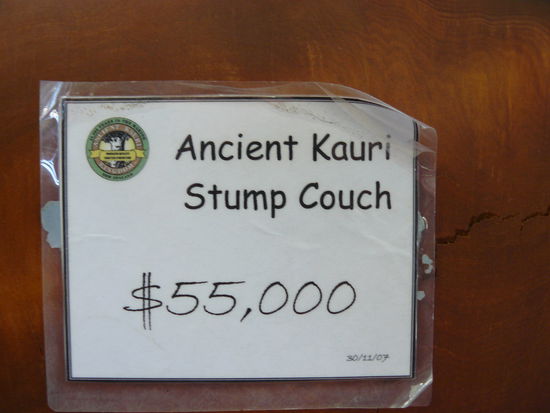 Ancient Kauri
Stump Couch
$55,000
30/11/07